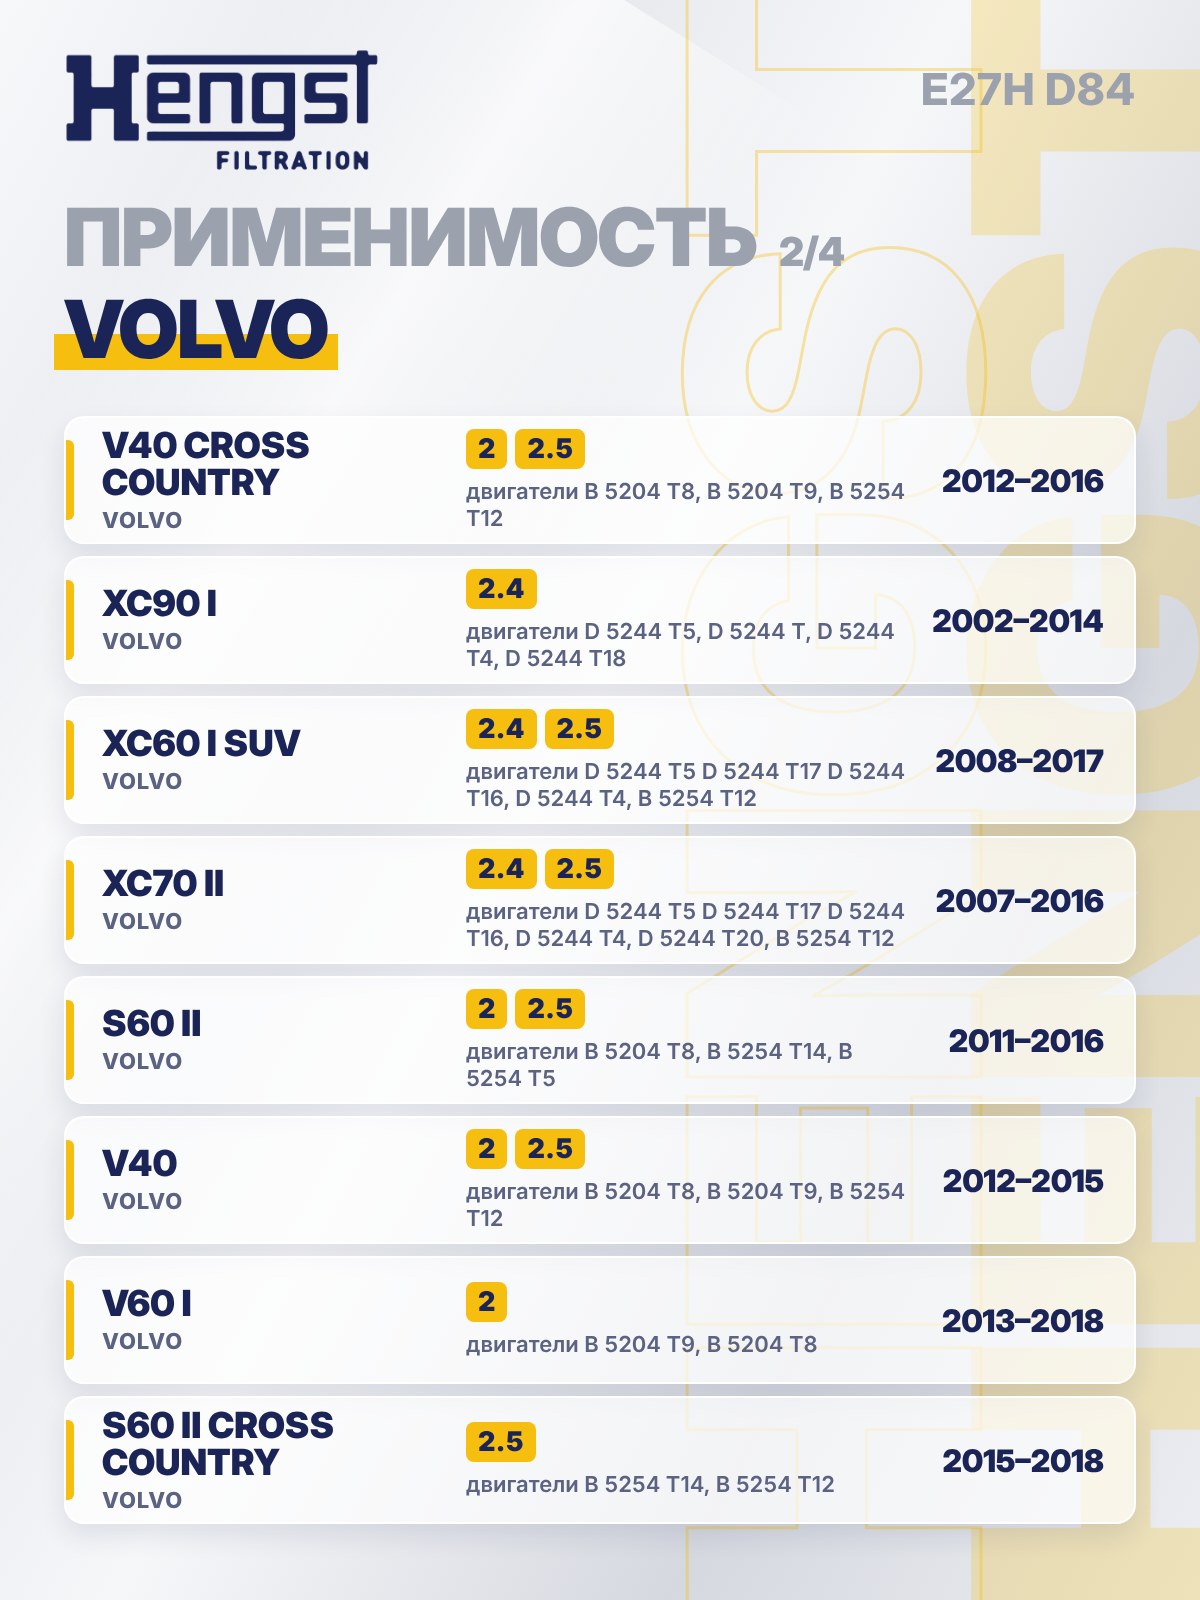 Hengst
FILTRATION
E27H D84
ПРИМЕНИМОСТЬ 2/4
VOLVO
V40 CROSS
COUNTRY
VOLVO
2 2.5
двигатели B 5204 T8, B 5204 T9, B 5254
T12
2012–2016
XC90 I
VOLVO
2.4
двигатели D 5244 T5, D 5244 T, D 5244
T4, D 5244 T18
2002–2014
XC60 I SUV
VOLVO
2.4 2.5
двигатели D 5244 T5 D 5244 T17 D 5244
T16, D 5244 T4, B 5254 T12
2008–2017
XC70 II
VOLVO
2.4 2.5
двигатели D 5244 T5 D 5244 T17 D 5244
T16, D 5244 T4, D 5244 T20, B 5254 T12
2007–2016
S60 II
VOLVO
2 2.5
двигатели B 5204 T8, B 5254 T14, B
5254 T5
2011–2016
V40
VOLVO
2 2.5
двигатели B 5204 T8, B 5204 T9, B 5254
T12
2012–2015
V60 I
VOLVO
2
двигатели B 5204 T9, B 5204 T8
2013–2018
S60 II CROSS
COUNTRY
VOLVO
2.5
двигатели B 5254 T14, B 5254 T12
2015–2018
HENGST
HENGST